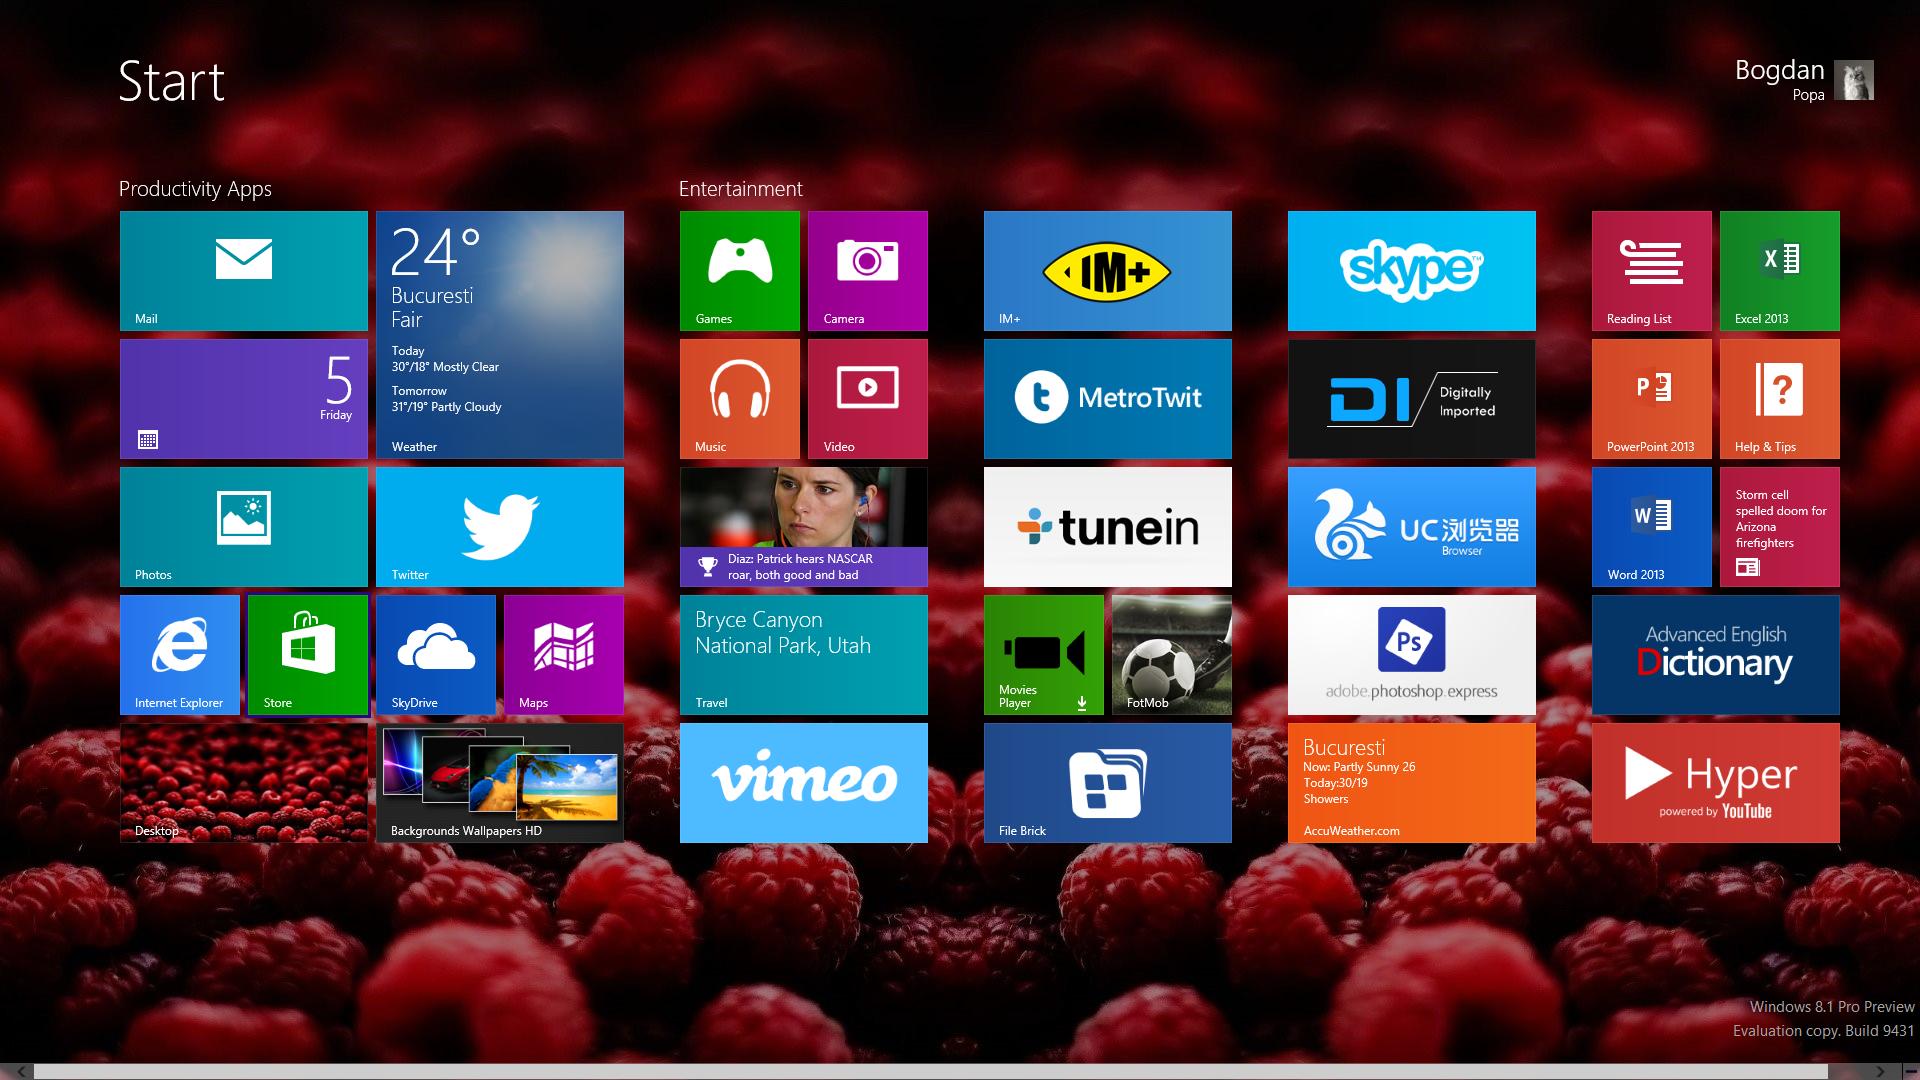 Start
Bogdan
Popa
Productivity Apps
Mail
24°
Bucuresti
Fair
Today
30°/18° Mostly Clear
Tomorrow
31°/19° Partly Cloudy
Weather
5
Friday
Photos
Twitter
Internet Explorer
Store
SkyDrive
Maps
Desktop
Backgrounds Wallpapers HD
Entertainment
Games
Camera
Music
Video
Diaz: Patrick hears NASCAR
roar, both good and bad
Bryce Canyon
National Park, Utah
Travel
vimeo
IM+
IM+
t MetroTwit
tunein
Movies
Player
FotMob
File Brick
skype™
DI Digitally
Imported
UC浏览器
Browser
Ps
adobe.photoshop.express
Bucuresti
Now: Partly Sunny 26
Today:30/19
Showers
AccuWeather.com
Reading List
X
Excel 2013
P
PowerPoint 2013
?
Help & Tips
W
Word 2013
Storm cell
spelled doom for
Arizona
firefighters
Advanced English
Dictionary
Hyper
powered by YouTube
Windows 8.1 Pro Preview
Evaluation copy. Build 9431